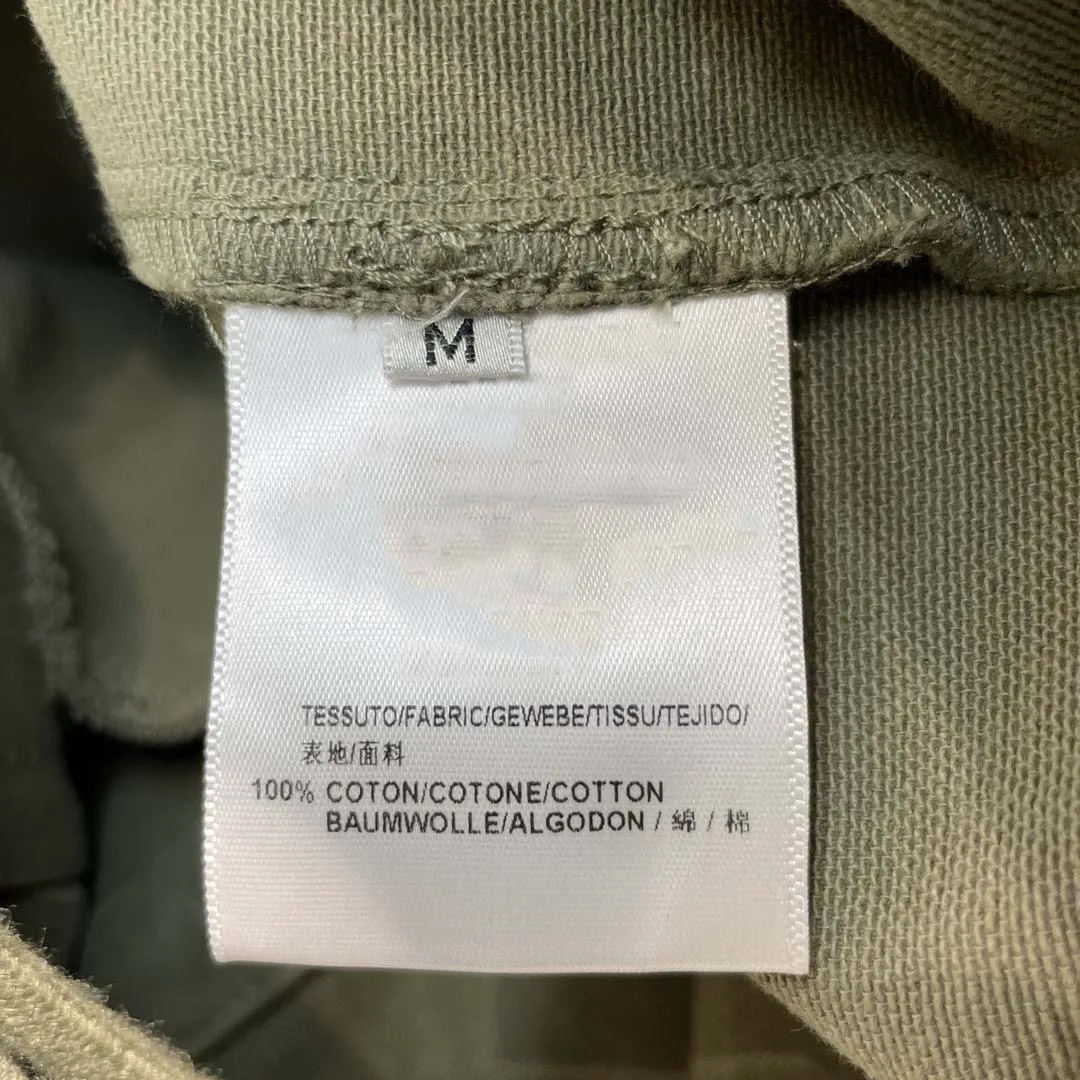 M
TESSUTO/FABRIC/GEWEBE/TISSU/TEJIDO/
表地/面料
100% COTON/COTONE/COTTON
BAUMWOLLE/ALGODON / 綿 / 棉